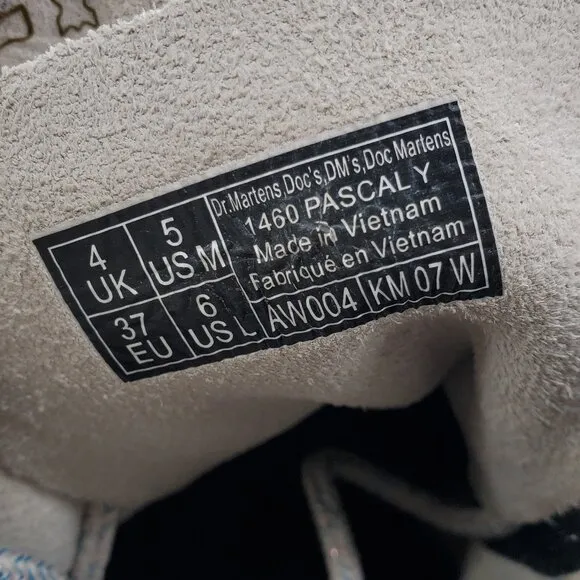 4 UK
5 US M
37 EU
6 US L
Dr.Martens,Doc's,DM's,Doc Martens
1460 PASCAL Y
Made in Vietnam
Fabriqué en Vietnam
AW004
KM 07 W